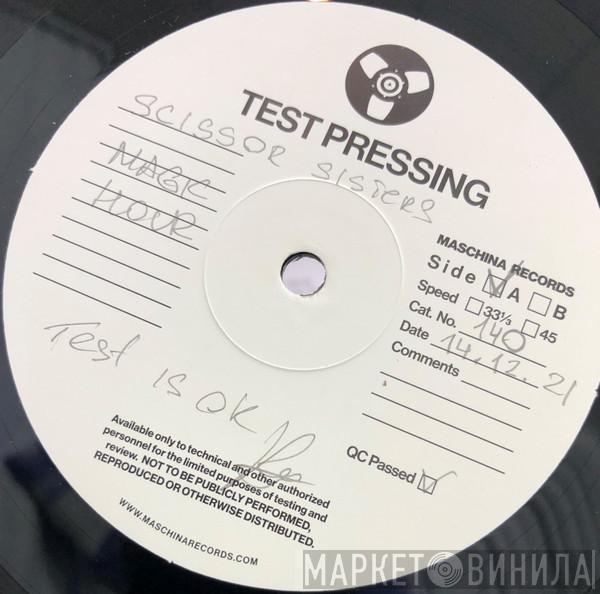 TEST PRESSING
SCISSOR SISTERS
MAGIC
HOUR
MASCHINA RECORDS
Side A B
Speed 33⅓ 45
Cat. No. 140
Date 14.12.21
Comments
Test is OK
QC Passed
Available only to technical and other authorized
personnel for the limited purposes of testing and
review. NOT TO BE PUBLICLY PERFORMED,
REPRODUCED OR OTHERWISE DISTRIBUTED.
WWW.MASCHINARECORDS.COM
МАРКЕТ ВИНИЛА